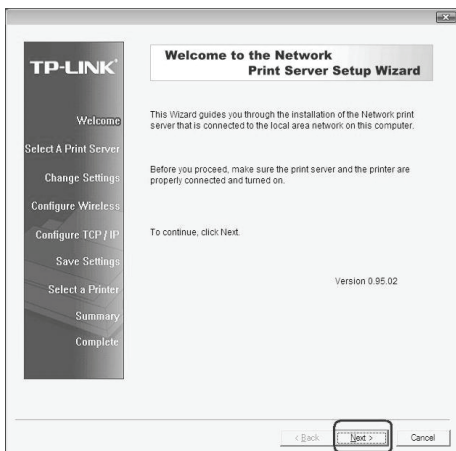 TP-LINK
Welcome
Select A Print Server
Change Settings
Configure Wireless
Configure TCP / IP
Save Settings
Select a Printer
Summary
Complete
Welcome to the Network
Print Server Setup Wizard
This Wizard guides you through the installation of the Network print
server that is connected to the local area network on this computer.
Before you proceed, make sure the print server and the printer are
properly connected and turned on.
To continue, click Next.
Version 0.95.02
< Back
Next >
Cancel